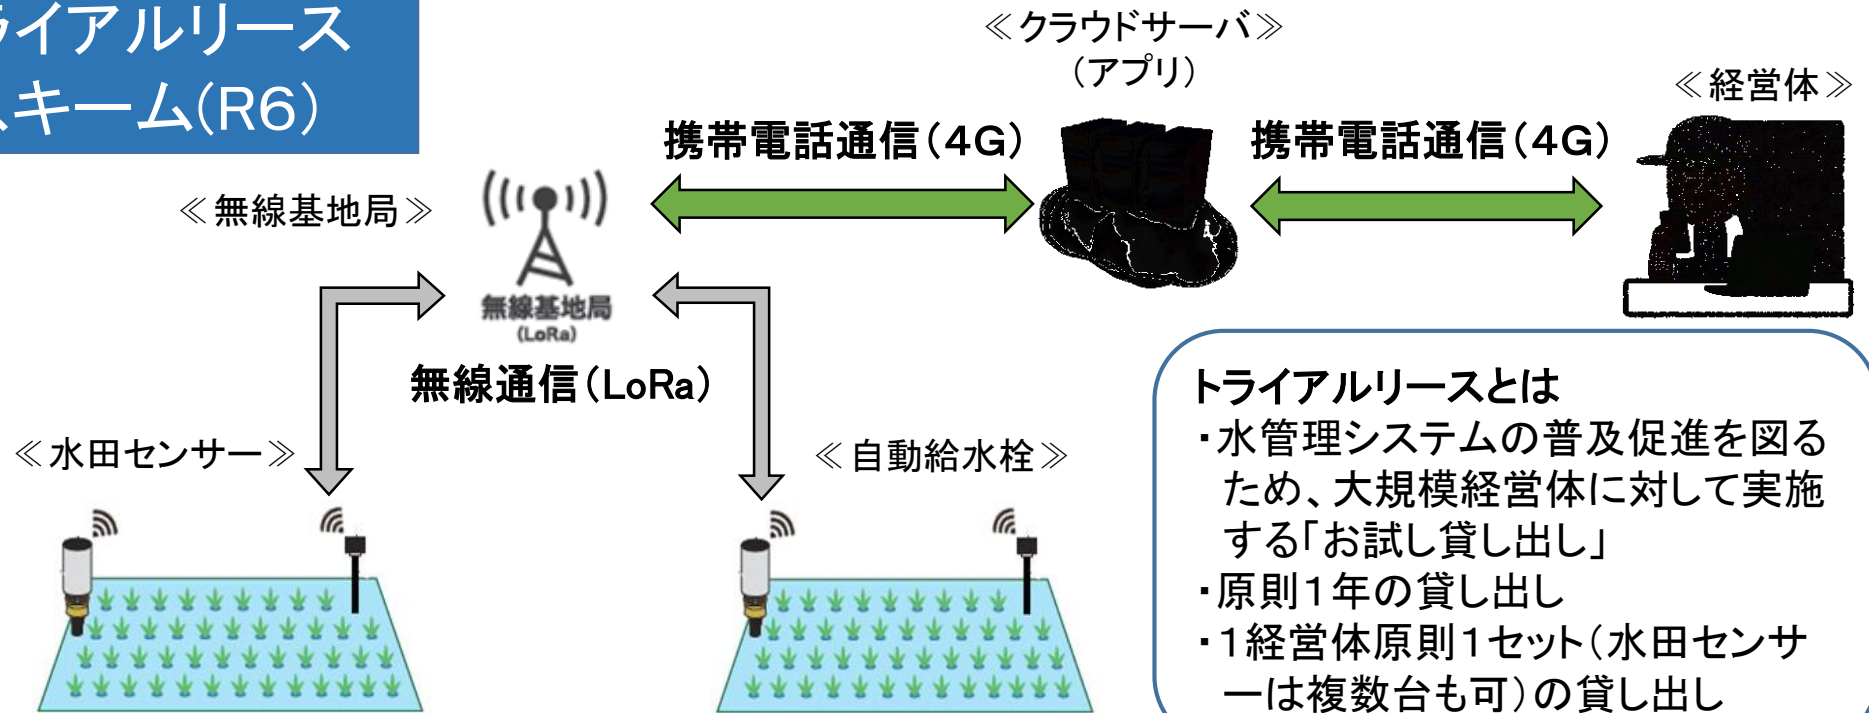 ライアルリース
スキーム(R6)
≪クラウドサーバ≫
(アプリ)
≪経営体≫
携帯電話通信(4G)
携帯電話通信(4G)
≪無線基地局≫
無線基地局
(LoRa)
無線通信(LoRa)
≪水田センサー≫
≪自動給水栓≫
トライアルリースとは
・水管理システムの普及促進を図る
ため、大規模経営体に対して実施
する「お試し貸し出し」
・原則1年の貸し出し
・1経営体原則1セット(水田センサ
ーは複数台も可)の貸し出し